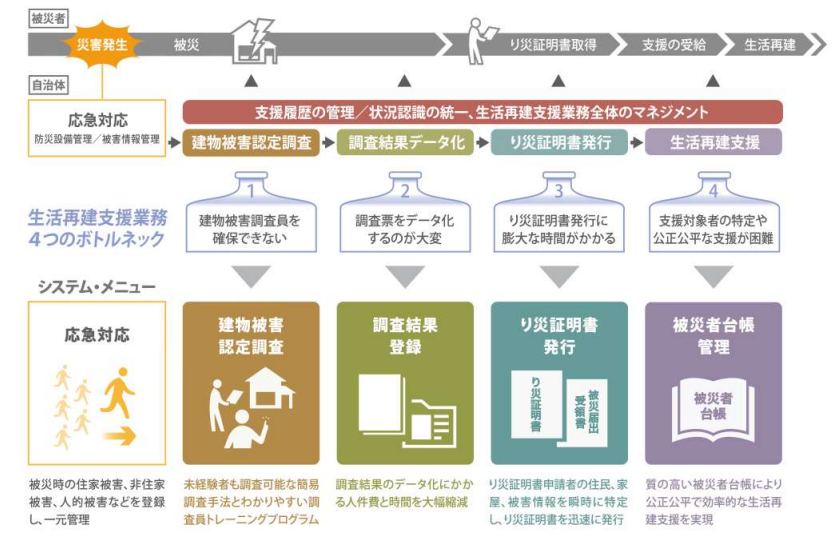 被災者
災害発生
被災
り災証明書取得
支援の受給
生活再建
自治体
応急対応
防災設備管理／被害情報管理
支援履歴の管理／状況認識の統一、生活再建支援業務全体のマネジメント
建物被害認定調査
調査結果データ化
り災証明書発行
生活再建支援
生活再建支援業務
4つのボトルネック
1
建物被害調査員を
確保できない
2
調査票をデータ化
するのが大変
3
り災証明書発行に
膨大な時間がかかる
4
支援対象者の特定や
公正公平な支援が困難
システム・メニュー
応急対応
被災時の住家被害、非住家
被害、人的被害などを登録
し、一元管理
建物被害
認定調査
未経験者も調査可能な簡易
調査手法とわかりやすい調
査員トレーニングプログラム
調査結果
登録
調査結果のデータ化にかか
る人件費と時間を大幅縮減
り災証明書
発行
り災証明書
被災届出
受領書
り災証明書申請者の住民、家
屋、被害情報を瞬時に特定
し、り災証明書を迅速に発行
被災者台帳
管理
被災者
台帳
質の高い被災者台帳により
公正公平で効率的な生活再
建支援を実現